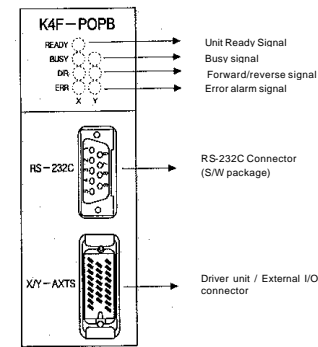 K4F-POPB
READY
BUSY
DIR
ERR
X Y
Unit Ready Signal
Busy signal
Forward/reverse signal
Error alarm signal
RS-232C
RS-232C Connector
(S/W package)
X/Y-AXTS
Driver unit / External I/O
connector